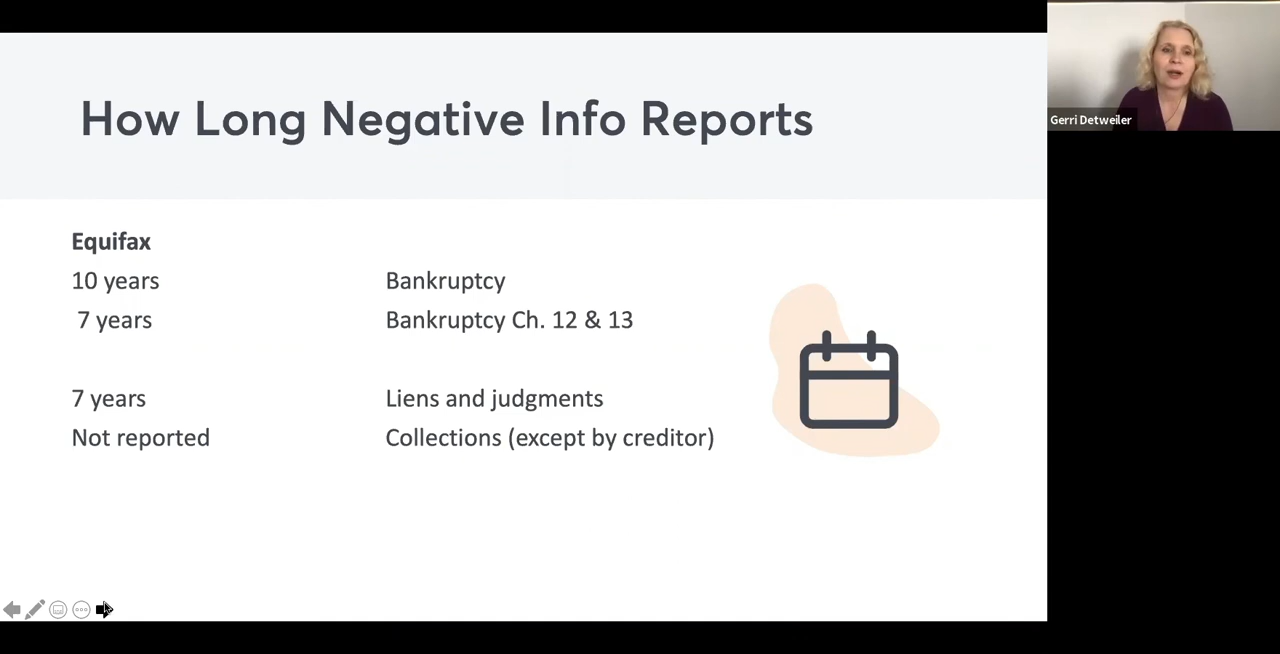 How Long Negative Info Reports
Equifax
10 years Bankruptcy
7 years Bankruptcy Ch. 12 & 13
7 years Liens and judgments
Not reported Collections (except by creditor)
Gerri Detweiler